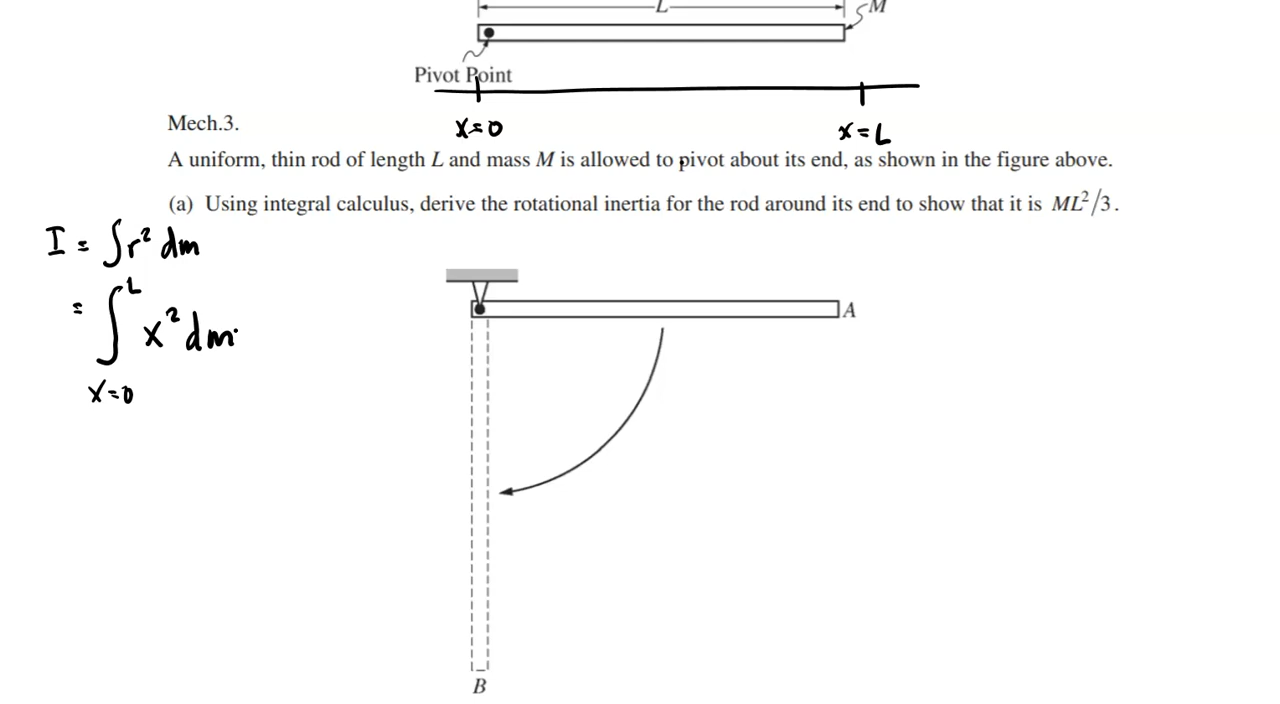 L
M
Pivot Point
x=0
x=L
Mech.3.
A uniform, thin rod of length L and mass M is allowed to pivot about its end, as shown in the figure above.
(a) Using integral calculus, derive the rotational inertia for the rod around its end to show that it is ML²/3.
I = ∫r² dm
= ∫ᴸ x² dm
x=0
A
B